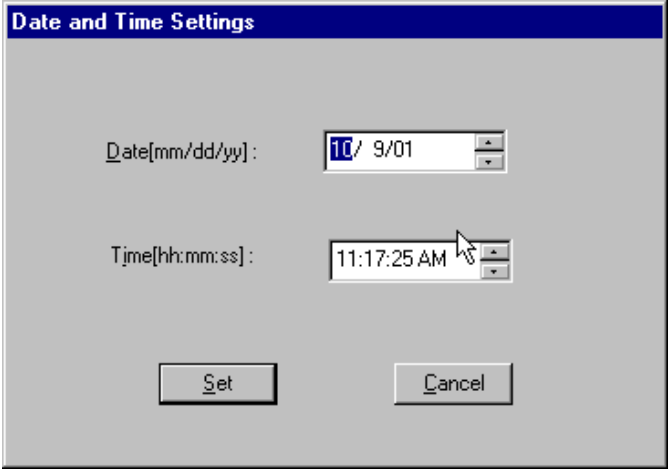 Date and Time Settings
Date[mm/dd/yy] : 10/ 9/01
Time[hh:mm:ss] : 11:17:25 AM
Set Cancel